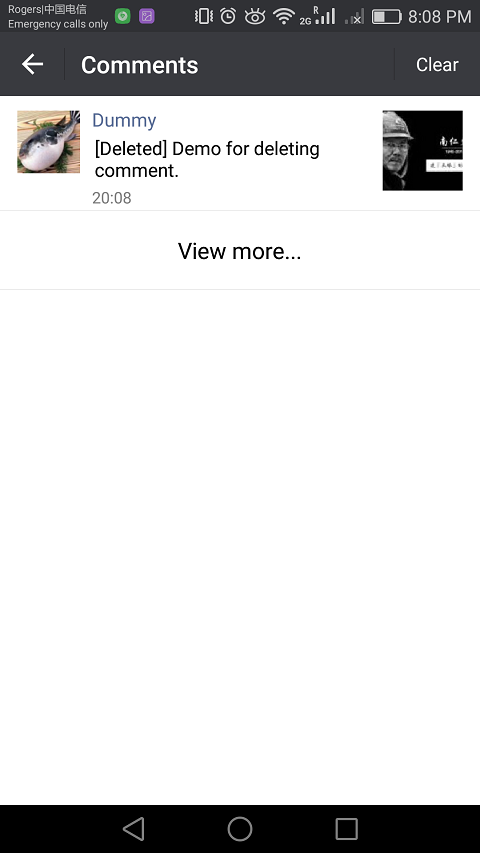 Rogers|中国电信
Emergency calls only
2G
R
8:08 PM
Comments
Clear
Dummy
[Deleted] Demo for deleting
comment.
20:08
View more...